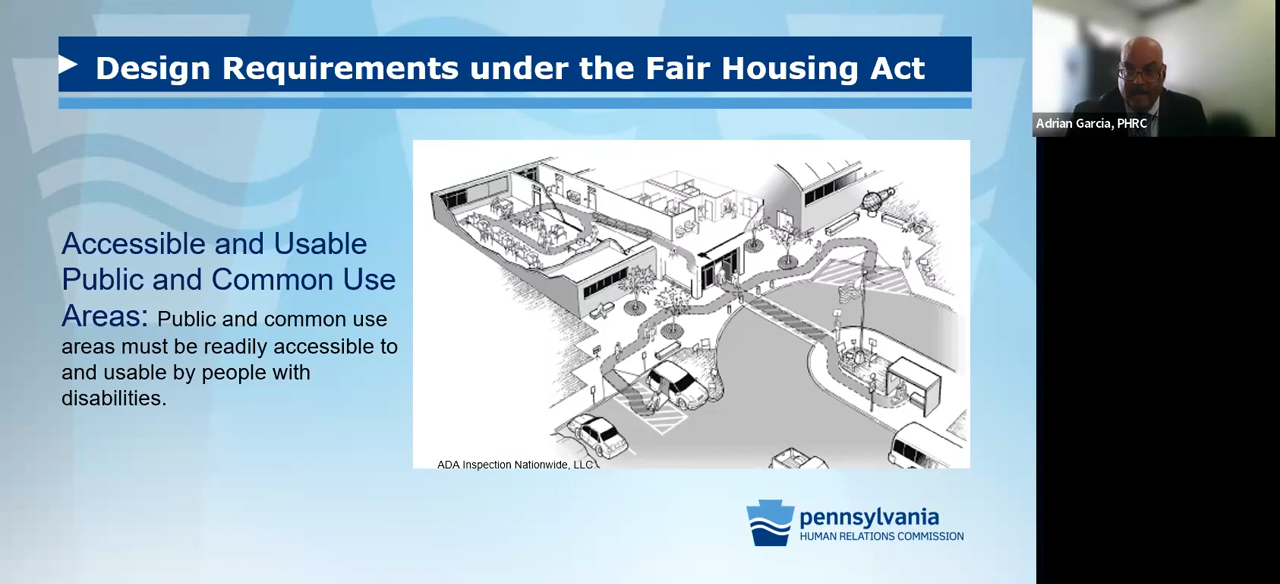 Design Requirements under the Fair Housing Act
Adrian Garcia, PHRC
Accessible and Usable
Public and Common Use
Areas: Public and common use
areas must be readily accessible to
and usable by people with
disabilities.
ADA Inspection Nationwide, LLC
pennsylvania
HUMAN RELATIONS COMMISSION